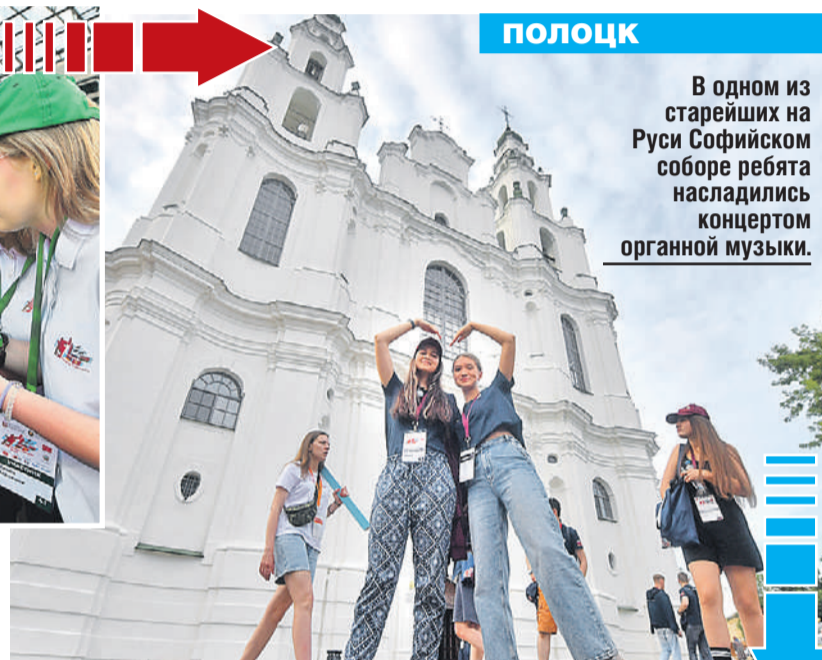 ПОЛОЦК
В одном из
старейших на
Руси Софийском
соборе ребята
насладились
концертом
органной музыки.